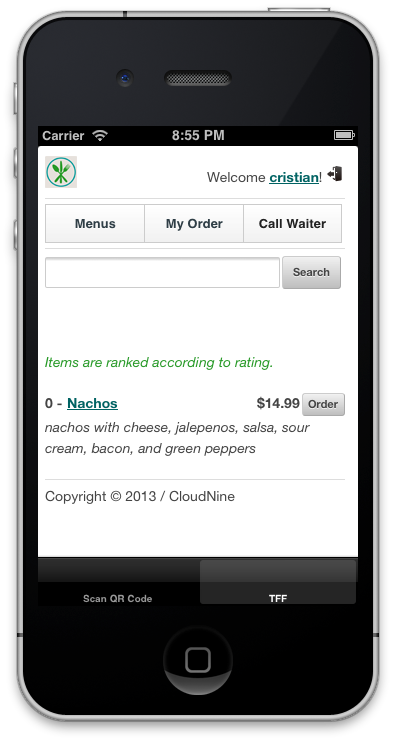 Carrier 8:55 PM
Welcome cristian!
Menus My Order Call Waiter
Search
Items are ranked according to rating.
0 - Nachos $14.99 Order
nachos with cheese, jalepenos, salsa, sour
cream, bacon, and green peppers
Copyright © 2013 / CloudNine
Scan QR Code TFF